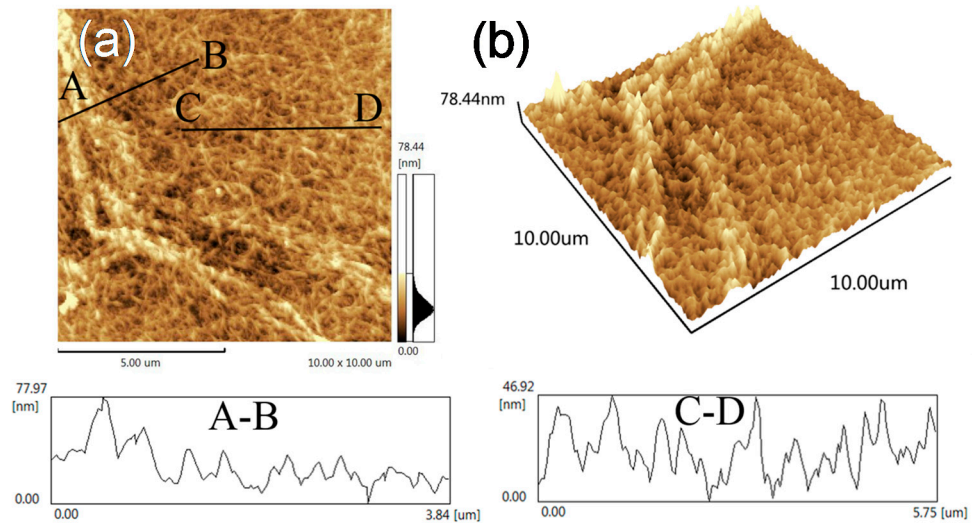 (a)
(b)
A
B
C
D
78.44
[nm]
0.00
5.00 um
10.00 x 10.00 um
78.44nm
10.00um
10.00um
77.97
[nm]
A-B
0.00
0.00
3.84 [um]
46.92
[nm]
C-D
0.00
0.00
5.75 [um]